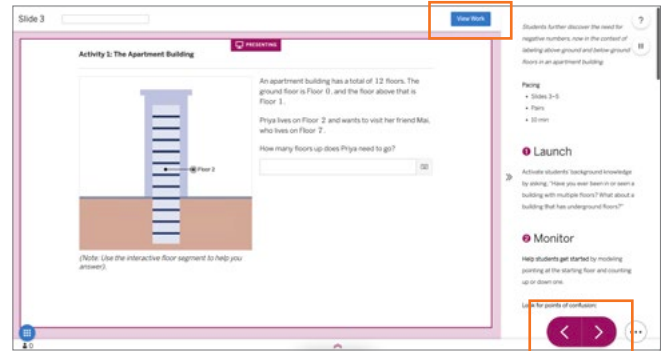 Slide 3
View Work
PRESENTING
Activity 1: The Apartment Building
An apartment building has a total of 12 floors. The
ground floor is Floor 0, and the floor above that is
Floor 1.
Priya lives on Floor 2 and wants to visit her friend Mai,
who lives on Floor 7.
How many floors up does Priya need to go?
Floor 2
(Note: Use the interactive floor segment to help you
answer).
0
?
Students further discover the need for
negative numbers, now in the context of
labeling above ground and below-ground
floors in an apartment building.
Pacing
• Slides 3–5
• Pairs
• 10 min
1 Launch
Activate students' background knowledge
by asking, "Have you ever been in or seen a
building with multiple floors? What about a
building that has underground floors?"
2 Monitor
Help students get started by modeling
pointing at the starting floor and counting
up or down one.
Look for points of confusion: